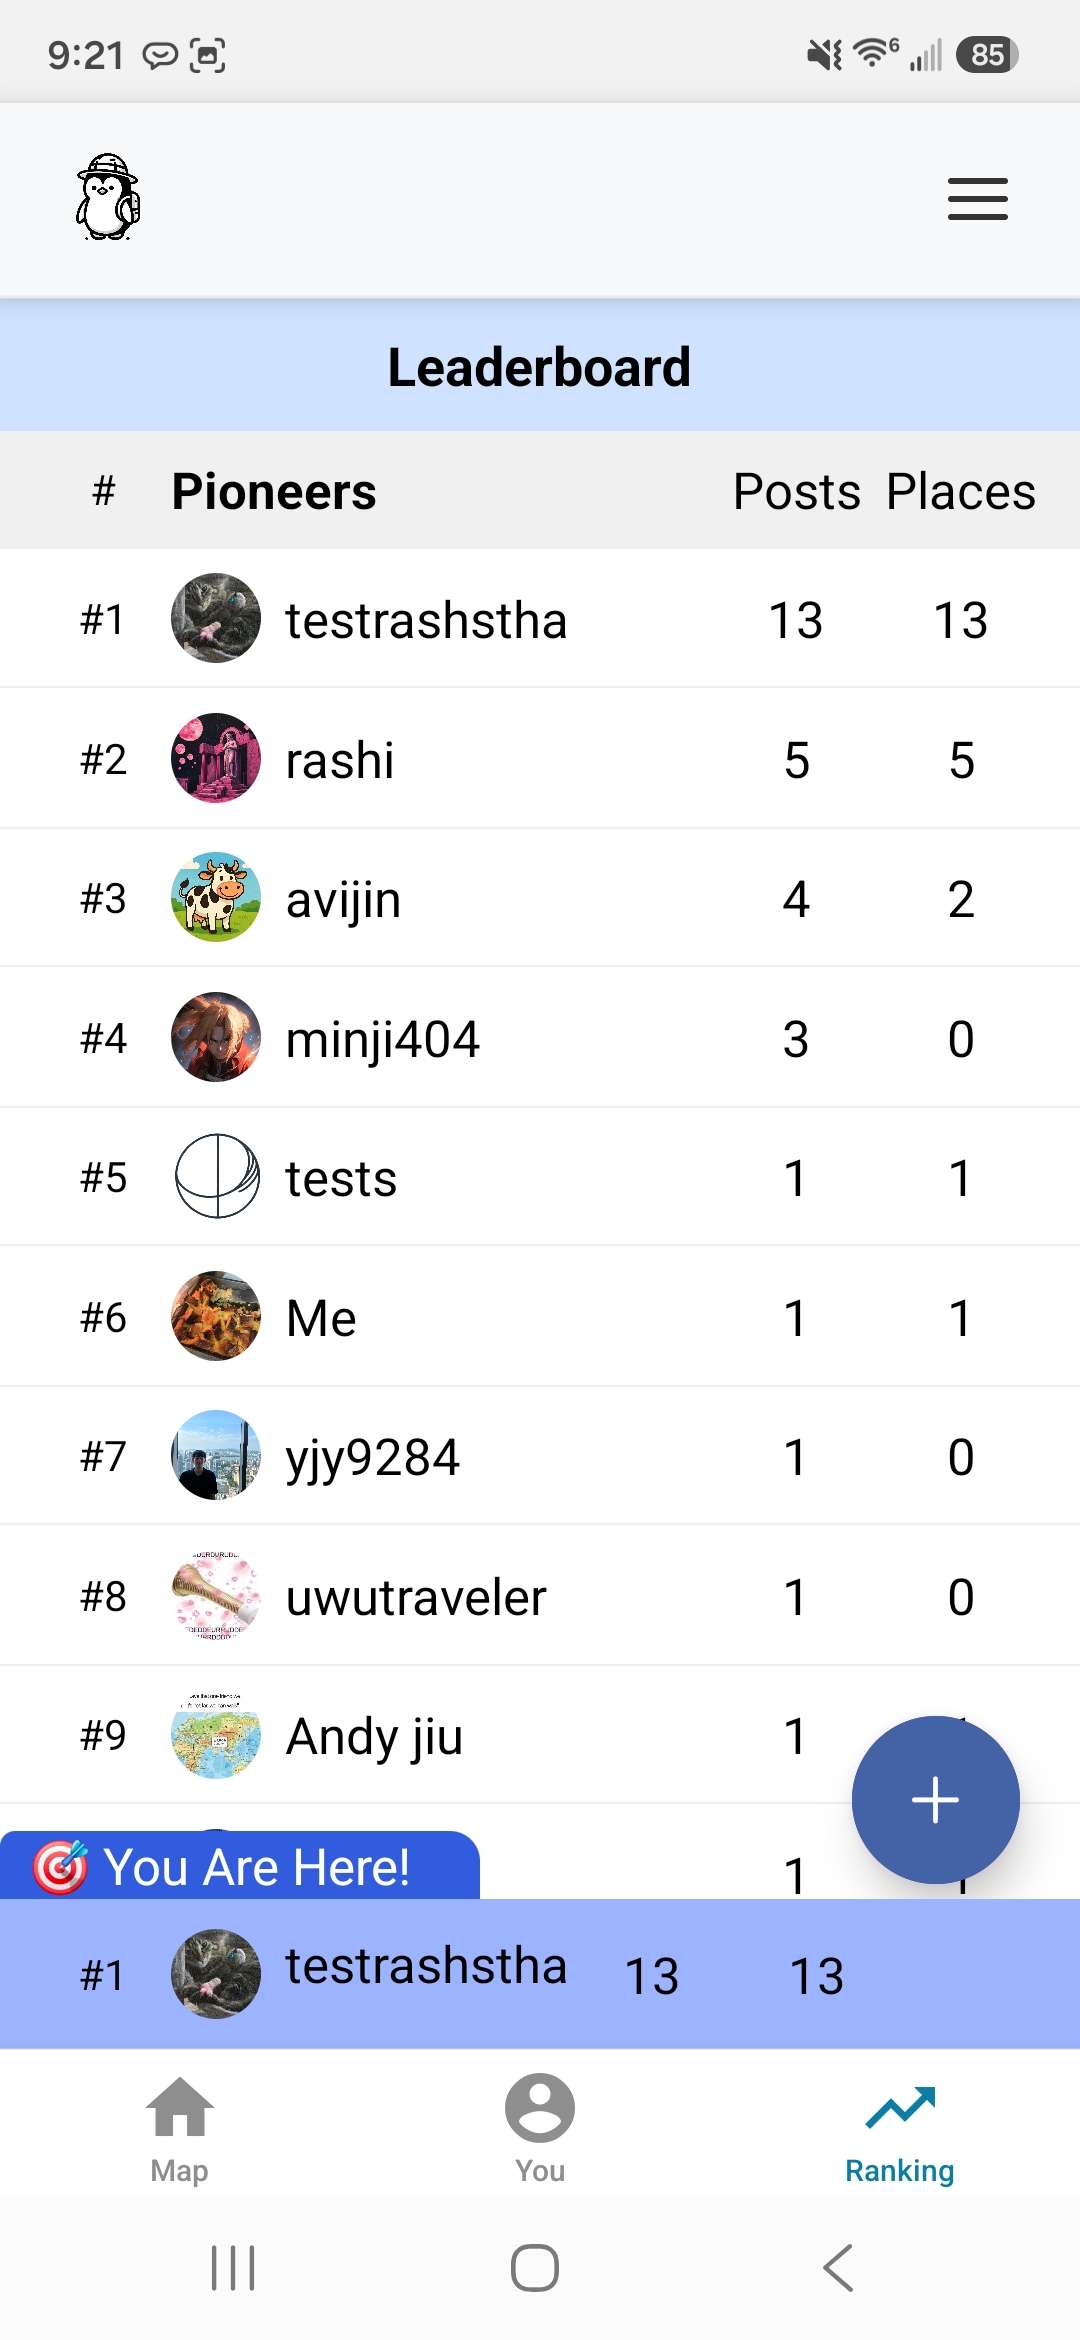 9:21 6 85
Leaderboard
# Pioneers Posts Places
#1 testrashstha 13 13
#2 rashi 5 5
#3 avijin 4 2
#4 minji404 3 0
#5 tests 1 1
#6 Me 1 1
#7 yjy9284 1 0
#8 uwutraveler 1 0
#9 Andy jiu 1
1
🎯 You Are Here!
#1 testrashstha 13 13
Map You Ranking